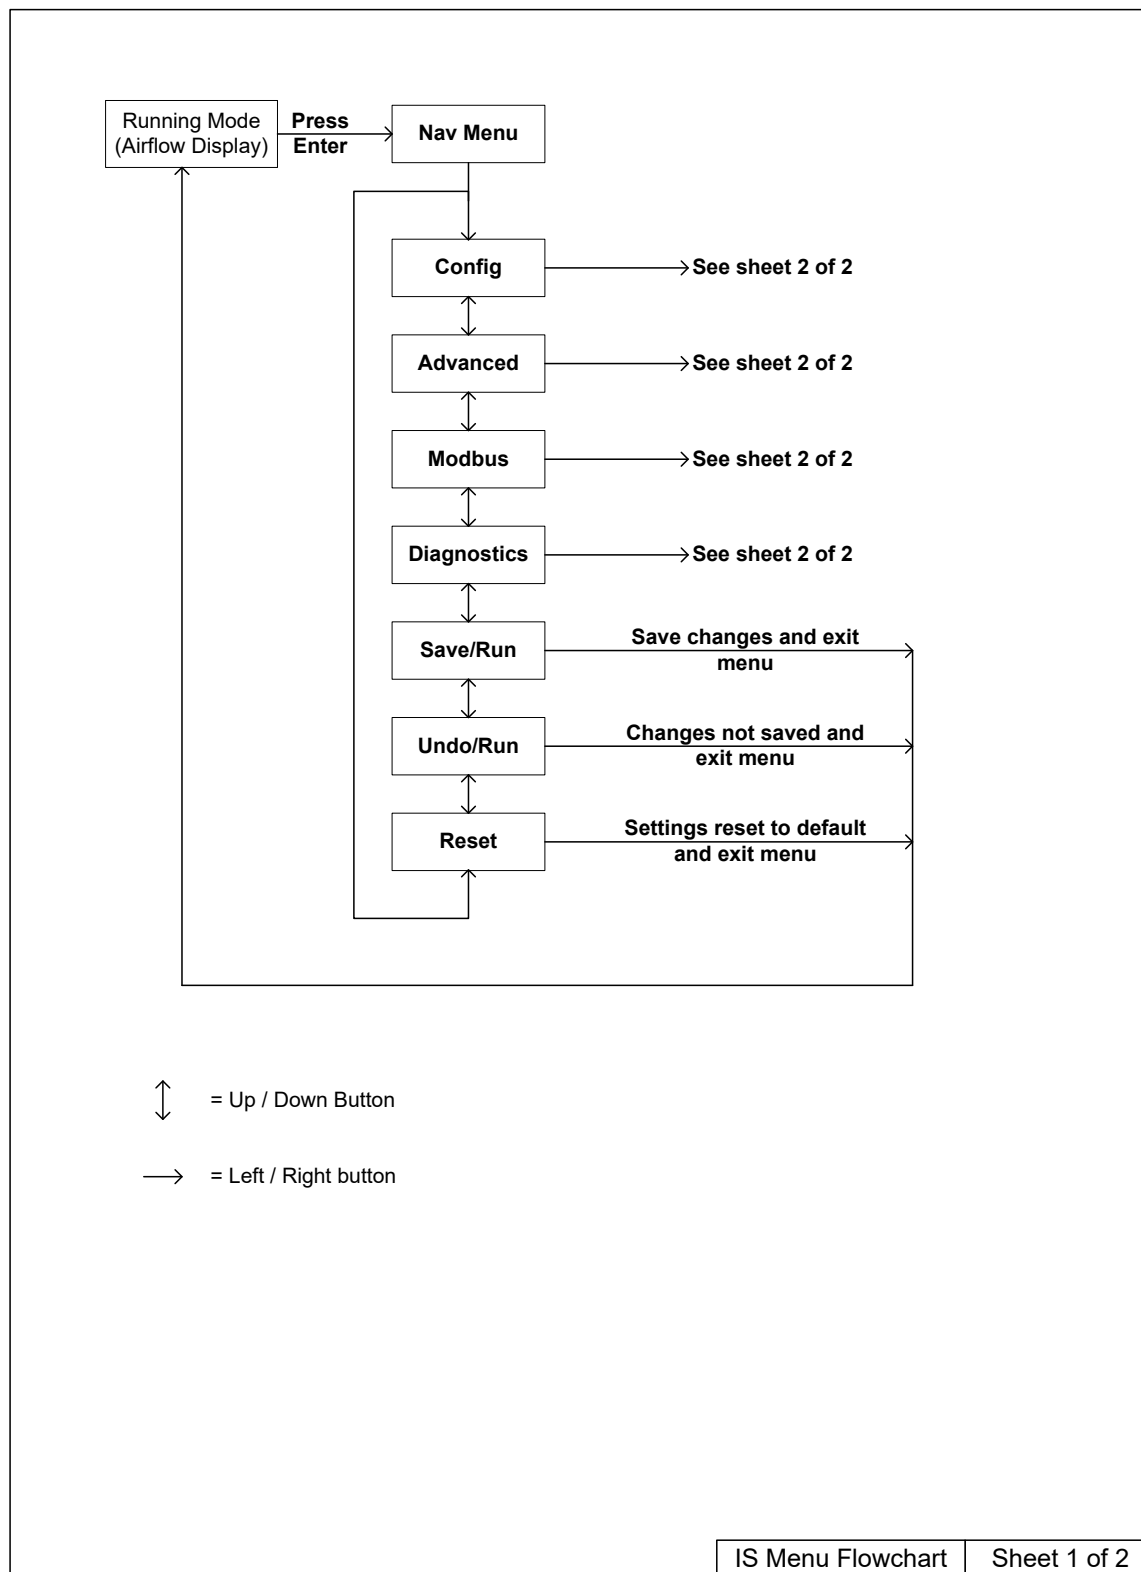 Running Mode
(Airflow Display)
Press
Enter
Nav Menu
Config
See sheet 2 of 2
Advanced
See sheet 2 of 2
Modbus
See sheet 2 of 2
Diagnostics
See sheet 2 of 2
Save/Run
Save changes and exit
menu
Undo/Run
Changes not saved and
exit menu
Reset
Settings reset to default
and exit menu
= Up / Down Button
= Left / Right button
IS Menu Flowchart
Sheet 1 of 2